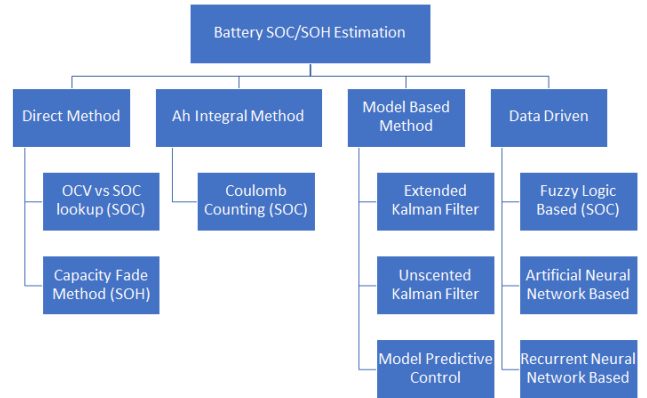 Battery SOC/SOH Estimation
Direct Method
OCV vs SOC
lookup (SOC)
Capacity Fade
Method (SOH)
Ah Integral Method
Coulomb
Counting (SOC)
Model Based
Method
Extended
Kalman Filter
Unscented
Kalman Filter
Model Predictive
Control
Data Driven
Fuzzy Logic
Based (SOC)
Artificial Neural
Network Based
Recurrent Neural
Network Based